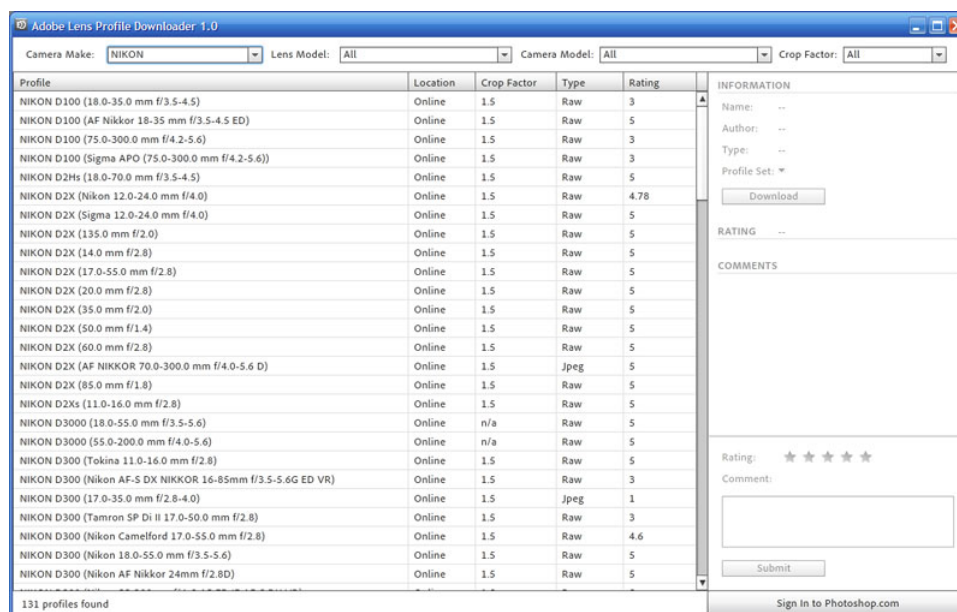 Adobe Lens Profile Downloader 1.0
Camera Make: NIKON Lens Model: All Camera Model: All Crop Factor: All
Profile Location Crop Factor Type Rating
NIKON D100 (18.0-35.0 mm f/3.5-4.5) Online 1.5 Raw 3
NIKON D100 (AF Nikkor 18-35 mm f/3.5-4.5 ED) Online 1.5 Raw 5
NIKON D100 (75.0-300.0 mm f/4.2-5.6) Online 1.5 Raw 3
NIKON D100 (Sigma APO (75.0-300.0 mm f/4.2-5.6)) Online 1.5 Raw 3
NIKON D2Hs (18.0-70.0 mm f/3.5-4.5) Online 1.5 Raw 5
NIKON D2X (Nikon 12.0-24.0 mm f/4.0) Online 1.5 Raw 4.78
NIKON D2X (Sigma 12.0-24.0 mm f/4.0) Online 1.5 Raw 5
NIKON D2X (135.0 mm f/2.0) Online 1.5 Raw 5
NIKON D2X (14.0 mm f/2.8) Online 1.5 Raw 5
NIKON D2X (17.0-55.0 mm f/2.8) Online 1.5 Raw 5
NIKON D2X (20.0 mm f/2.8) Online 1.5 Raw 5
NIKON D2X (35.0 mm f/2.0) Online 1.5 Raw 5
NIKON D2X (50.0 mm f/1.4) Online 1.5 Raw 5
NIKON D2X (60.0 mm f/2.8) Online 1.5 Raw 5
NIKON D2X (AF NIKKOR 70.0-300.0 mm f/4.0-5.6 D) Online 1.5 Jpeg 5
NIKON D2X (85.0 mm f/1.8) Online 1.5 Raw 5
NIKON D2Xs (11.0-16.0 mm f/2.8) Online 1.5 Raw 5
NIKON D3000 (18.0-55.0 mm f/3.5-5.6) Online n/a Raw 5
NIKON D3000 (55.0-200.0 mm f/4.0-5.6) Online n/a Raw 5
NIKON D300 (Tokina 11.0-16.0 mm f/2.8) Online 1.5 Raw 5
NIKON D300 (Nikon AF-S DX NIKKOR 16-85mm f/3.5-5.6G ED VR) Online 1.5 Raw 3
NIKON D300 (17.0-35.0 mm f/2.8-4.0) Online 1.5 Jpeg 1
NIKON D300 (Tamron SP Di II 17.0-50.0 mm f/2.8) Online 1.5 Raw 3
NIKON D300 (Nikon Camelford 17.0-55.0 mm f/2.8) Online 1.5 Raw 4.6
NIKON D300 (Nikon 18.0-55.0 mm f/3.5-5.6) Online 1.5 Raw 5
NIKON D300 (Nikon AF Nikkor 24mm f/2.8D) Online 1.5 Raw 5
131 profiles found
INFORMATION
Name: --
Author: --
Type: --
Profile Set:
Download
RATING --
COMMENTS
Rating:
Comment:
Submit
Sign In to Photoshop.com